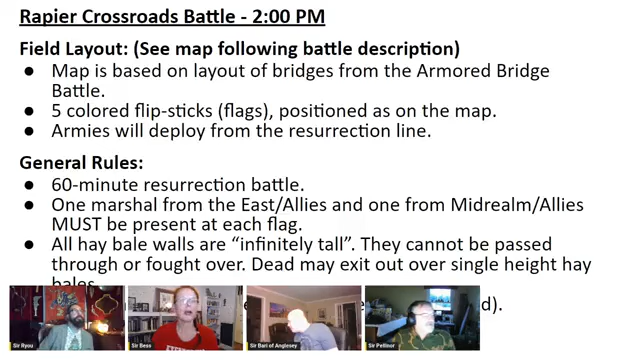 Rapier Crossroads Battle - 2:00 PM
Field Layout: (See map following battle description)
● Map is based on layout of bridges from the Armored Bridge
Battle.
● 5 colored flip-sticks (flags), positioned as on the map.
● Armies will deploy from the resurrection line.
General Rules:
● 60-minute resurrection battle.
● One marshal from the East/Allies and one from Midrealm/Allies
MUST be present at each flag.
● All hay bale walls are “infinitely tall”. They cannot be passed
through or fought over. Dead may exit out over single height hay
bales.
d).
Sir Ryou
Sir Bess
Sir Bari of Anglesey
Sir Pellinor